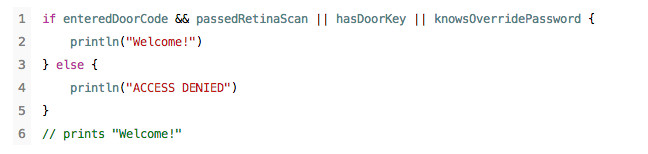 1 if enteredDoorCode && passedRetinaScan || hasDoorKey || knowsOverridePassword {
2     println("Welcome!")
3 } else {
4     println("ACCESS DENIED")
5 }
6 // prints "Welcome!"